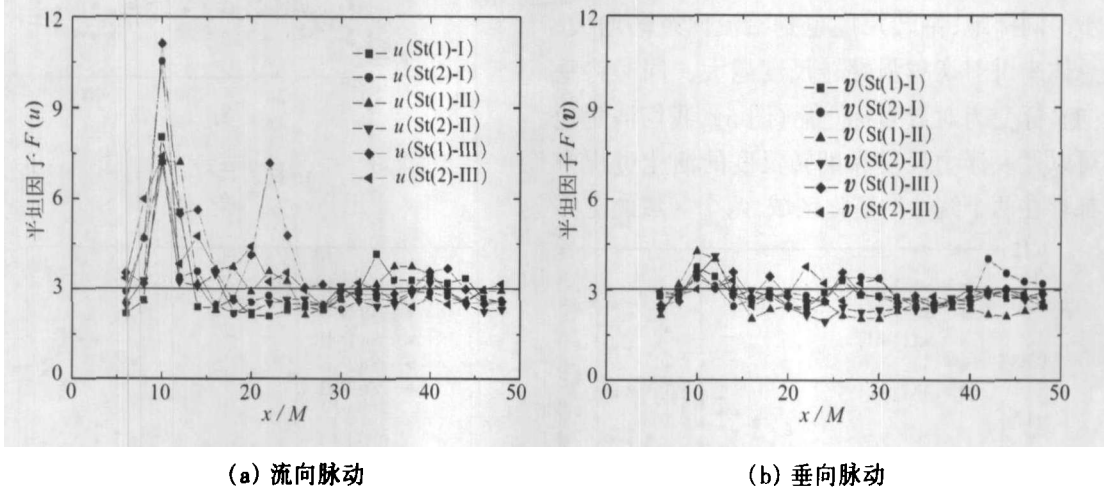 12
9
6
3
0
平坦因子 F (u)
u (St(1)-I)
u (St(2)-I)
u (St(1)-II)
u (St(2)-II)
u (St(1)-III)
u (St(2)-III)
0
10
20
30
40
50
x / M
(a) 流向脉动
12
9
6
3
0
平坦因子 F (v)
v (St(1)-I)
v (St(2)-I)
v (St(1)-II)
v (St(2)-II)
v (St(1)-III)
v (St(2)-III)
0
10
20
30
40
50
x / M
(b) 垂向脉动